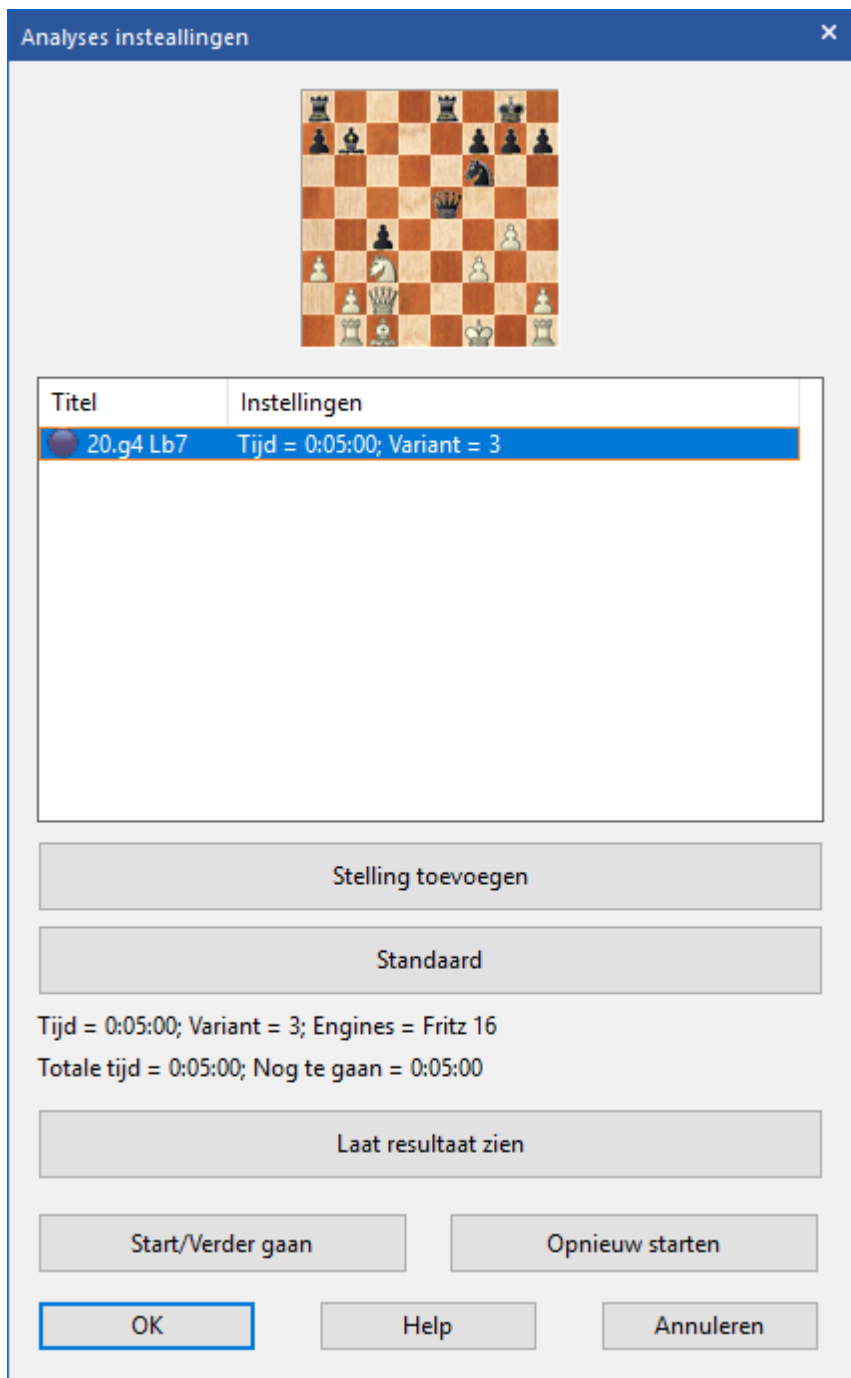 Analyses insteallingen
Titel Instellingen
20.g4 Lb7 Tijd = 0:05:00; Variant = 3
Stelling toevoegen
Standaard
Tijd = 0:05:00; Variant = 3; Engines = Fritz 16
Totale tijd = 0:05:00; Nog te gaan = 0:05:00
Laat resultaat zien
Start/Verder gaan Opnieuw starten
OK Help Annuleren